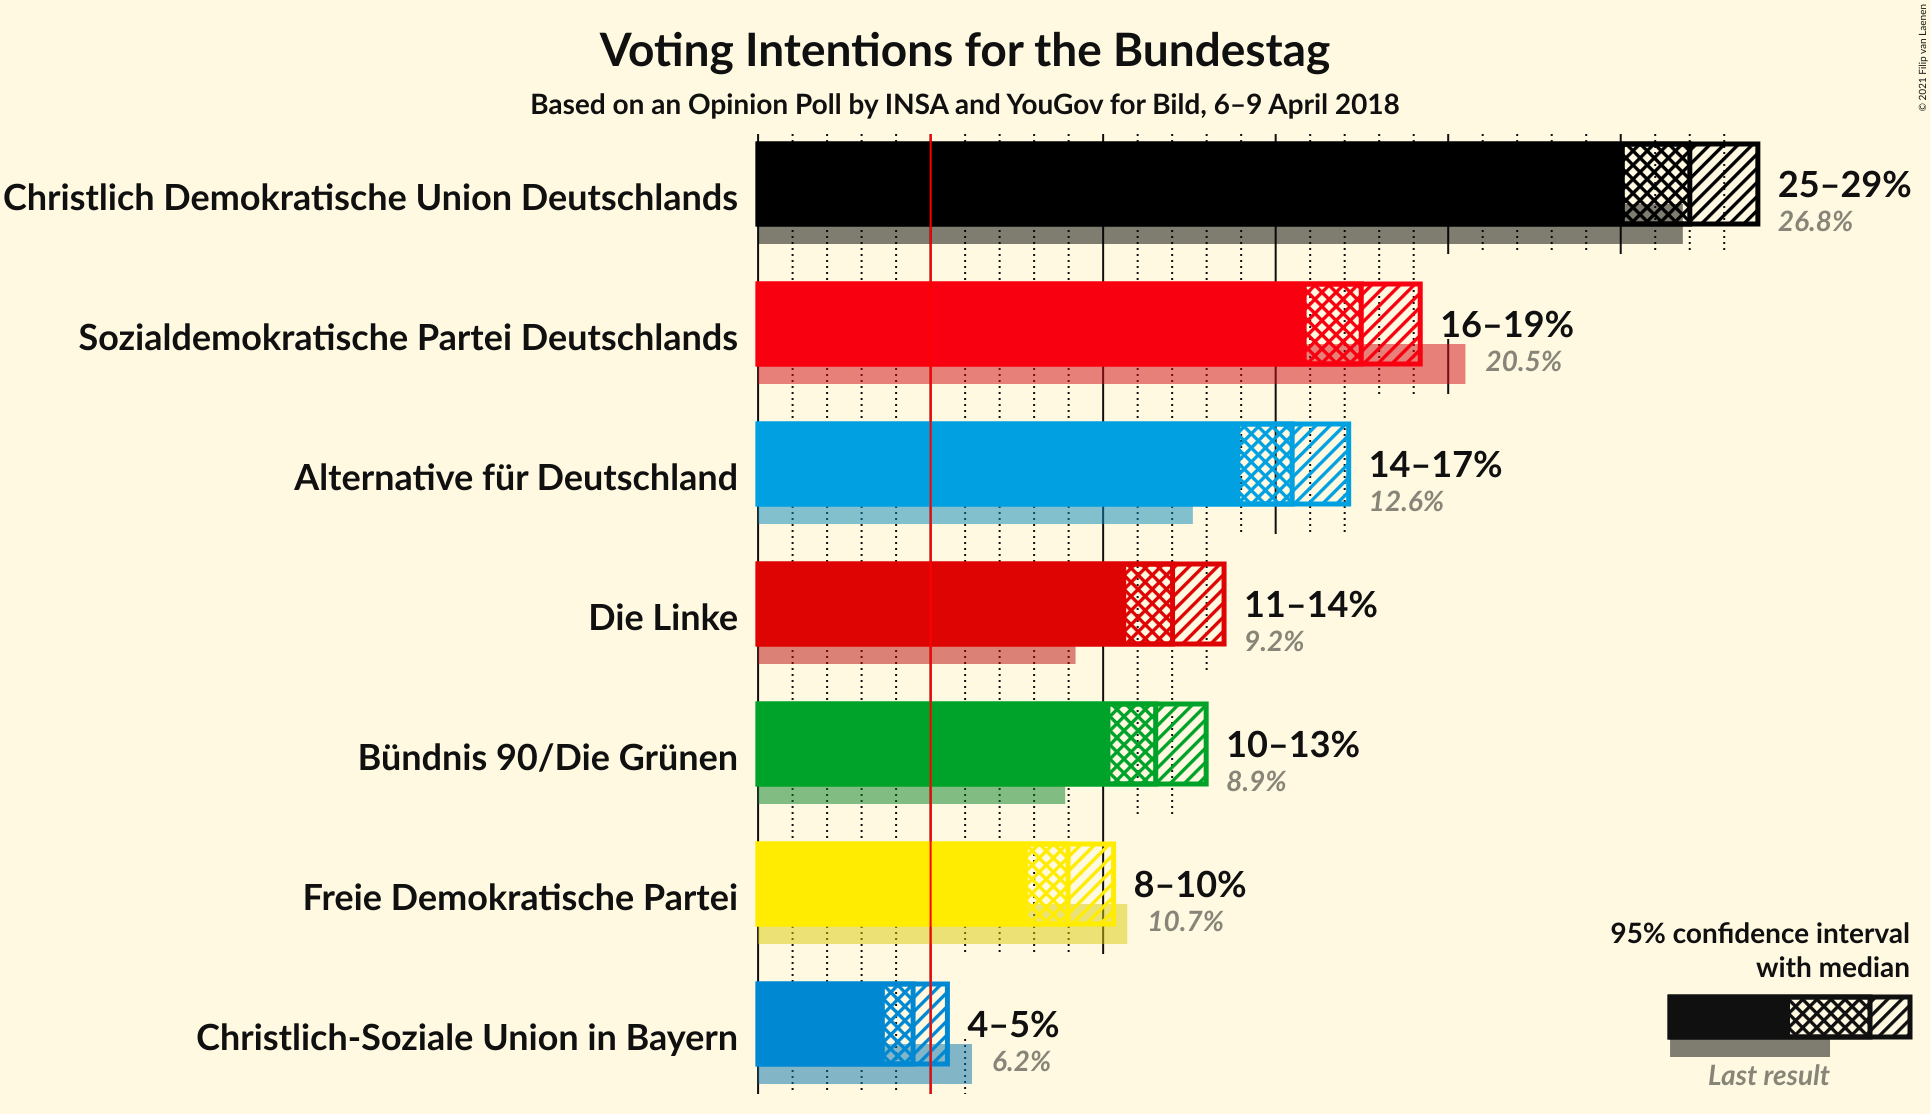 Voting Intentions for the Bundestag
Based on an Opinion Poll by INSA and YouGov for Bild, 6–9 April 2018
© 2021 Filip van Laenen
Christlich Demokratische Union Deutschlands
25–29%
26.8%
Sozialdemokratische Partei Deutschlands
16–19%
20.5%
Alternative für Deutschland
14–17%
12.6%
Die Linke
11–14%
9.2%
Bündnis 90/Die Grünen
10–13%
8.9%
Freie Demokratische Partei
8–10%
10.7%
Christlich-Soziale Union in Bayern
4–5%
6.2%
95% confidence interval
with median
Last result